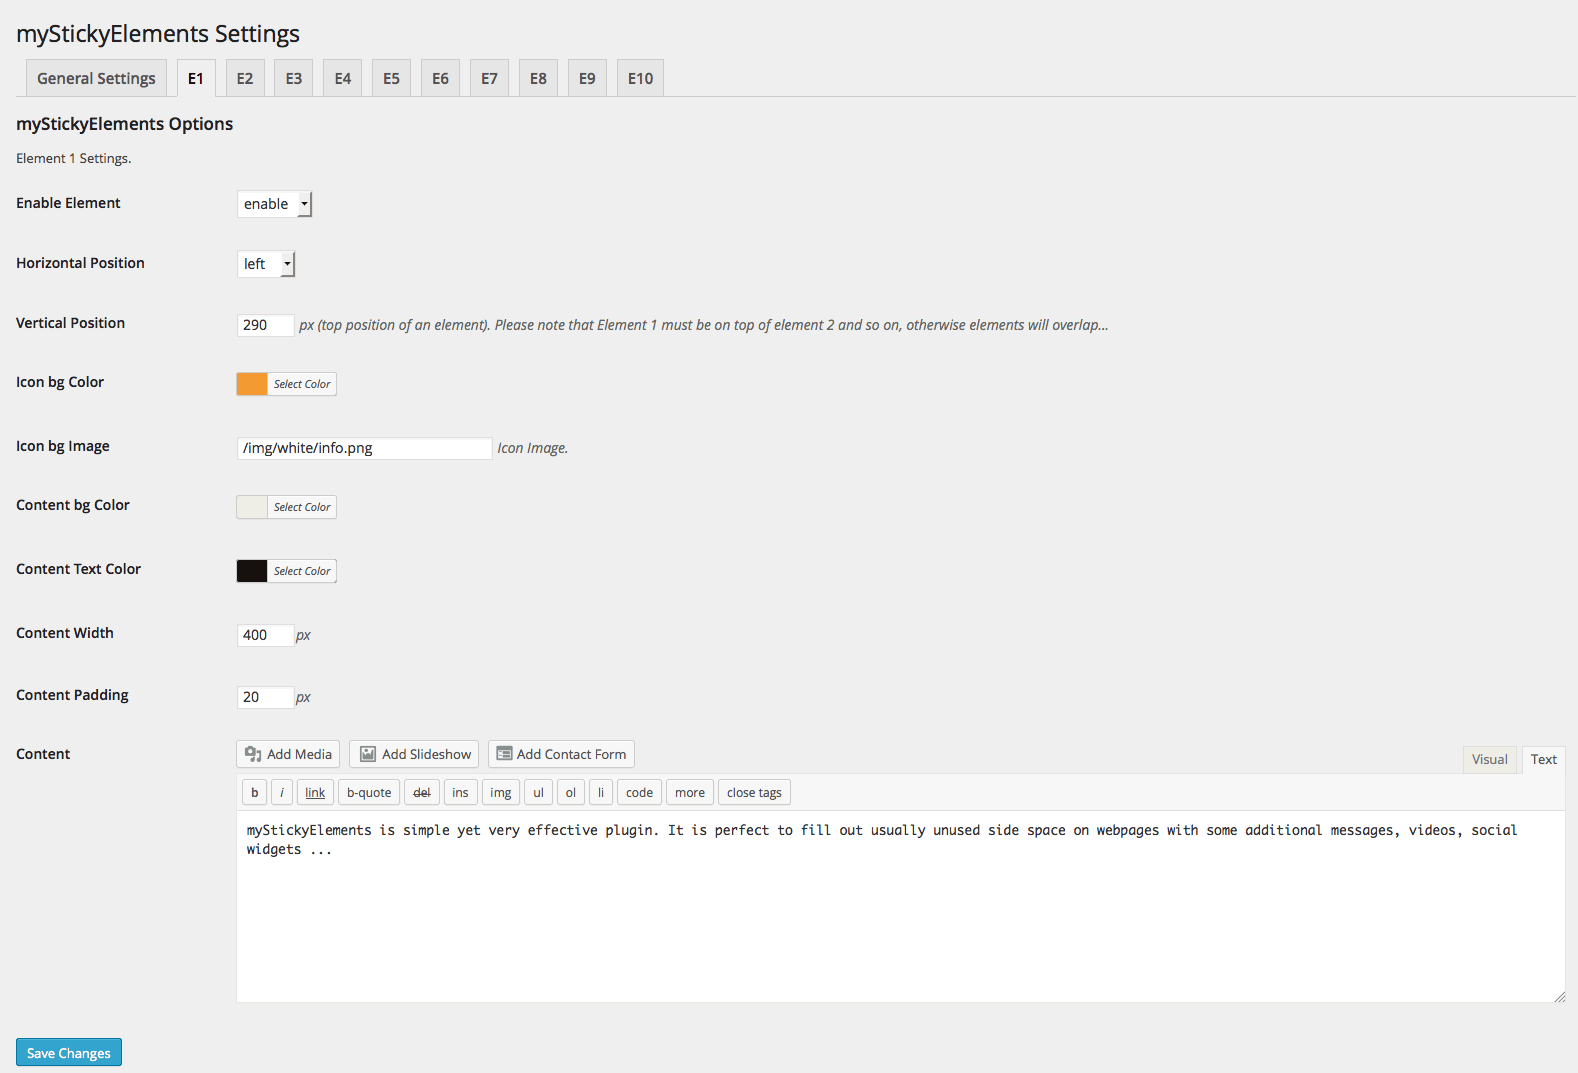 myStickyElements Settings
General Settings E1 E2 E3 E4 E5 E6 E7 E8 E9 E10
myStickyElements Options
Element 1 Settings.
Enable Element enable
Horizontal Position left
Vertical Position 290 px (top position of an element). Please note that Element 1 must be on top of element 2 and so on, otherwise elements will overlap...
Icon bg Color Select Color
Icon bg Image /img/white/info.png Icon Image.
Content bg Color Select Color
Content Text Color Select Color
Content Width 400 px
Content Padding 20 px
Content Add Media Add Slideshow Add Contact Form Visual Text
b i link b-quote del ins img ul ol li code more close tags
myStickyElements is simple yet very effective plugin. It is perfect to fill out usually unused side space on webpages with some additional messages, videos, social
widgets ...
Save Changes